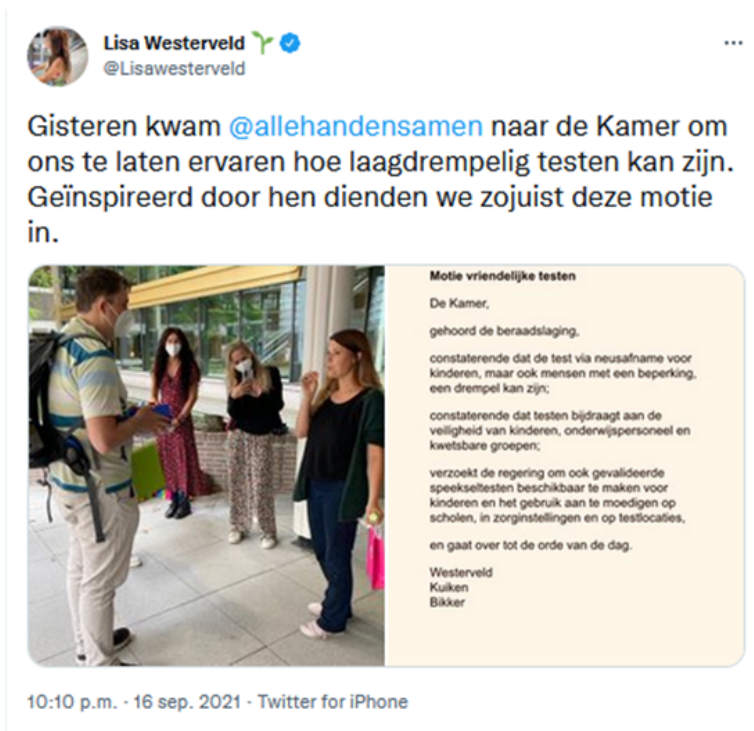 Lisa Westerveld
@Lisawesterveld
Gisteren kwam @allehandensamen naar de Kamer om
ons te laten ervaren hoe laagdrempelig testen kan zijn.
Geïnspireerd door hen dienden we zojuist deze motie
in.
Motie vriendelijke testen
De Kamer,
gehoord de beraadslaging,
constaterende dat de test via neusafname voor
kinderen, maar ook mensen met een beperking,
een drempel kan zijn;
constaterende dat testen bijdraagt aan de
veiligheid van kinderen, onderwijspersoneel en
kwetsbare groepen;
verzoekt de regering om ook gevalideerde
speekseltesten beschikbaar te maken voor
kinderen en het gebruik aan te moedigen op
scholen, in zorginstellingen en op testlocaties,
en gaat over tot de orde van de dag.
Westerveld
Kuiken
Bikker
10:10 p.m. · 16 sep. 2021 · Twitter for iPhone